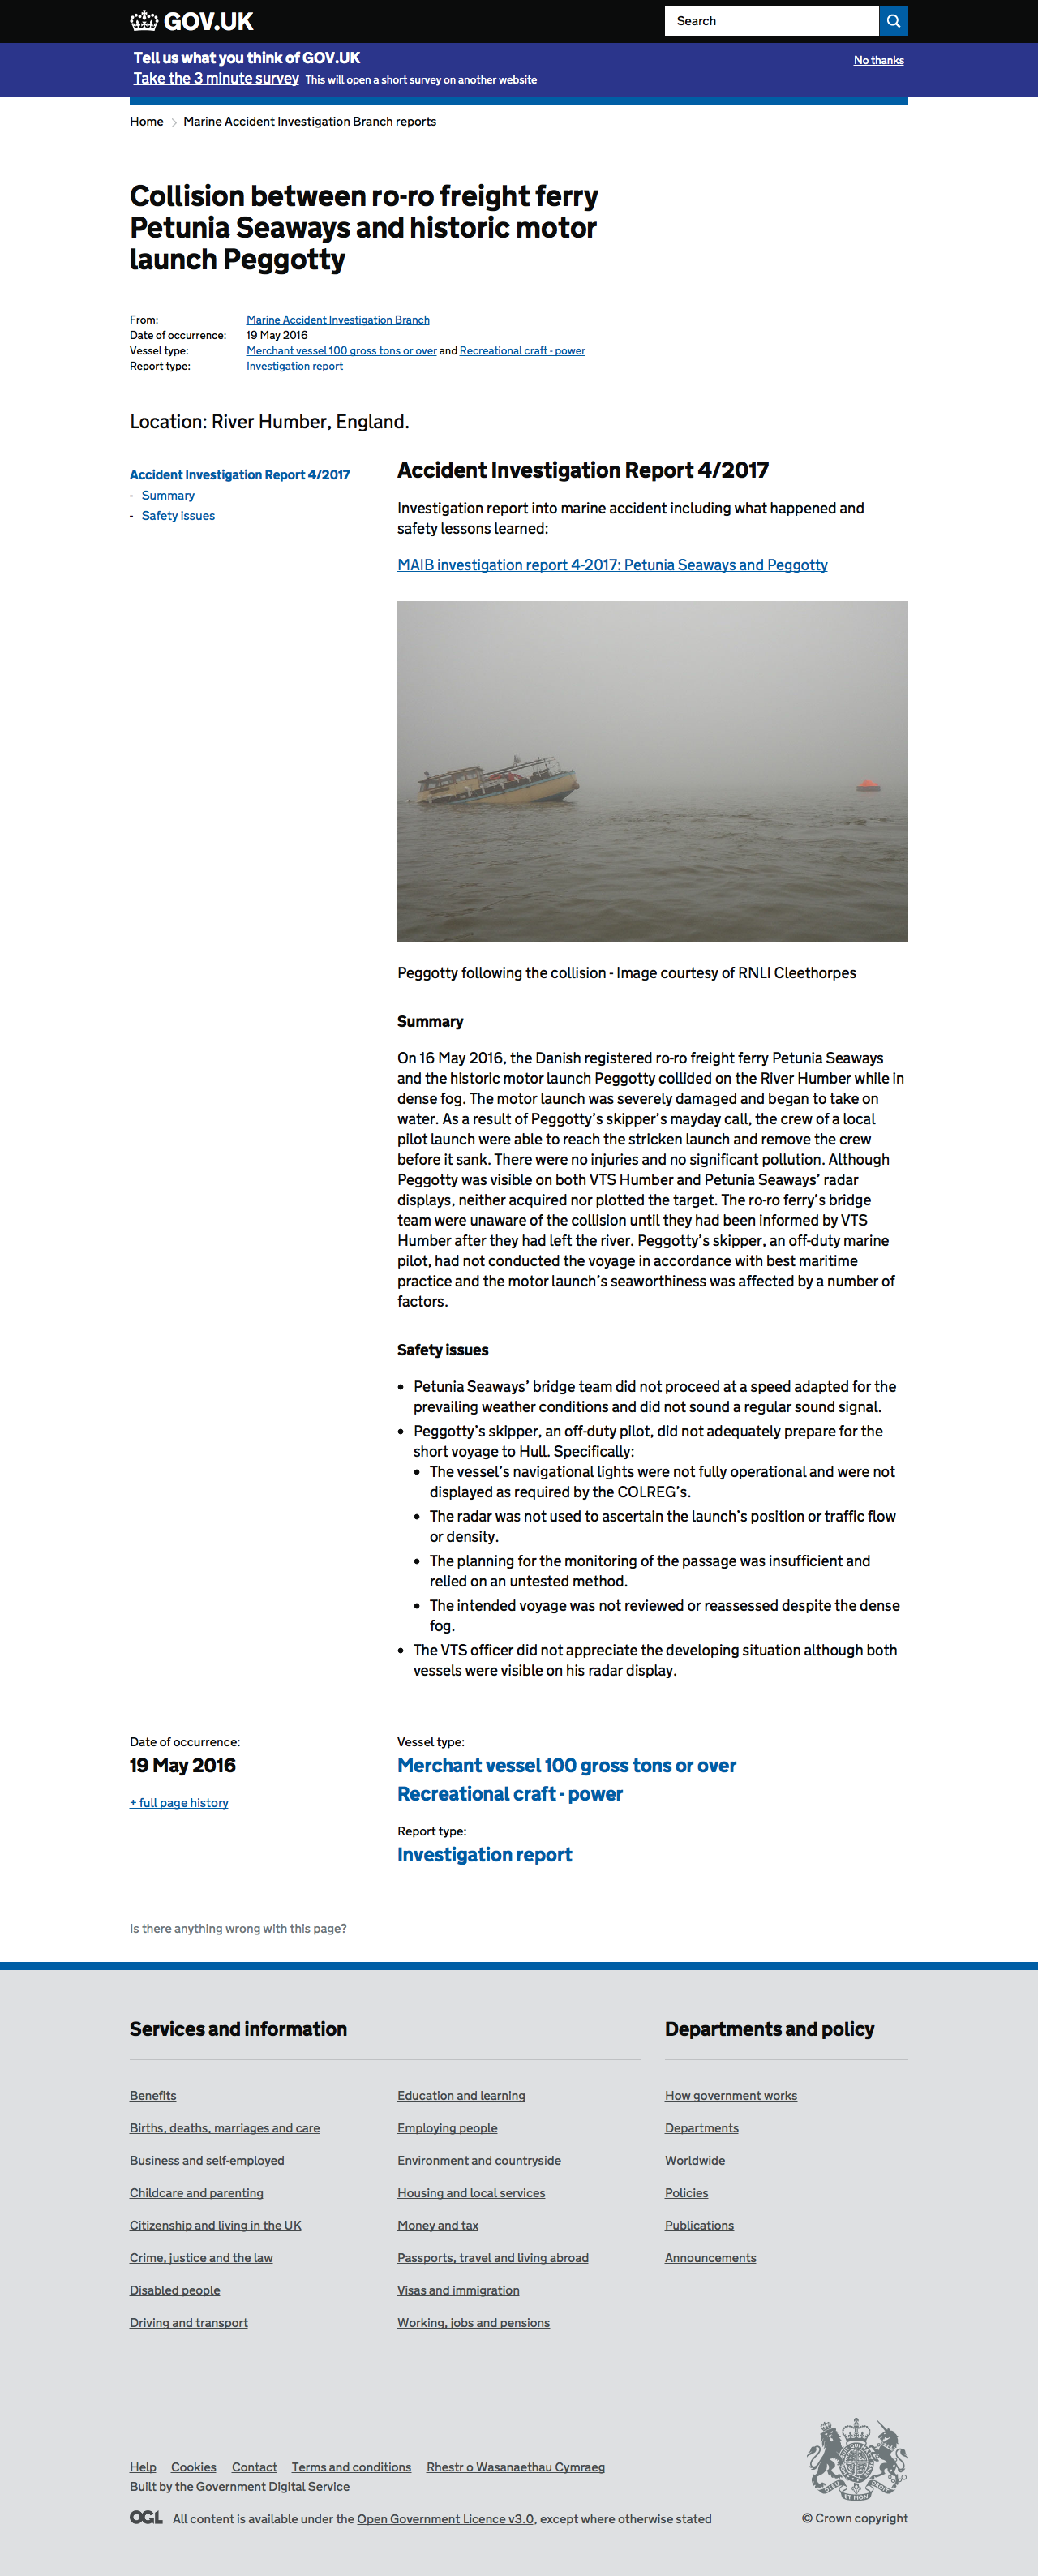 GOV.UK
Search
Tell us what you think of GOV.UK
No thanks
Take the 3 minute survey This will open a short survey on another website
Home > Marine Accident Investigation Branch reports
Collision between ro-ro freight ferry
Petunia Seaways and historic motor
launch Peggotty
From: Marine Accident Investigation Branch
Date of occurrence: 19 May 2016
Vessel type: Merchant vessel 100 gross tons or over and Recreational craft - power
Report type: Investigation report
Location: River Humber, England.
Accident Investigation Report 4/2017
- Summary
- Safety issues
Accident Investigation Report 4/2017
Investigation report into marine accident including what happened and
safety lessons learned:
MAIB investigation report 4-2017: Petunia Seaways and Peggotty
Peggotty following the collision - Image courtesy of RNLI Cleethorpes
Summary
On 16 May 2016, the Danish registered ro-ro freight ferry Petunia Seaways
and the historic motor launch Peggotty collided on the River Humber while in
dense fog. The motor launch was severely damaged and began to take on
water. As a result of Peggotty’s skipper’s mayday call, the crew of a local
pilot launch were able to reach the stricken launch and remove the crew
before it sank. There were no injuries and no significant pollution. Although
Peggotty was visible on both VTS Humber and Petunia Seaways’ radar
displays, neither acquired nor plotted the target. The ro-ro ferry’s bridge
team were unaware of the collision until they had been informed by VTS
Humber after they had left the river. Peggotty’s skipper, an off-duty marine
pilot, had not conducted the voyage in accordance with best maritime
practice and the motor launch’s seaworthiness was affected by a number of
factors.
Safety issues
• Petunia Seaways’ bridge team did not proceed at a speed adapted for the
prevailing weather conditions and did not sound a regular sound signal.
• Peggotty’s skipper, an off-duty pilot, did not adequately prepare for the
short voyage to Hull. Specifically:
• The vessel’s navigational lights were not fully operational and were not
displayed as required by the COLREG’s.
• The radar was not used to ascertain the launch’s position or traffic flow
or density.
• The planning for the monitoring of the passage was insufficient and
relied on an untested method.
• The intended voyage was not reviewed or reassessed despite the dense
fog.
• The VTS officer did not appreciate the developing situation although both
vessels were visible on his radar display.
Date of occurrence:
19 May 2016
+ full page history
Vessel type:
Merchant vessel 100 gross tons or over
Recreational craft - power
Report type:
Investigation report
Is there anything wrong with this page?
Services and information
Benefits
Births, deaths, marriages and care
Business and self-employed
Childcare and parenting
Citizenship and living in the UK
Crime, justice and the law
Disabled people
Driving and transport
Education and learning
Employing people
Environment and countryside
Housing and local services
Money and tax
Passports, travel and living abroad
Visas and immigration
Working, jobs and pensions
Departments and policy
How government works
Departments
Worldwide
Policies
Publications
Announcements
Help Cookies Contact Terms and conditions Rhestr o Wasanaethau Cymraeg
Built by the Government Digital Service
OGL All content is available under the Open Government Licence v3.0, except where otherwise stated
© Crown copyright